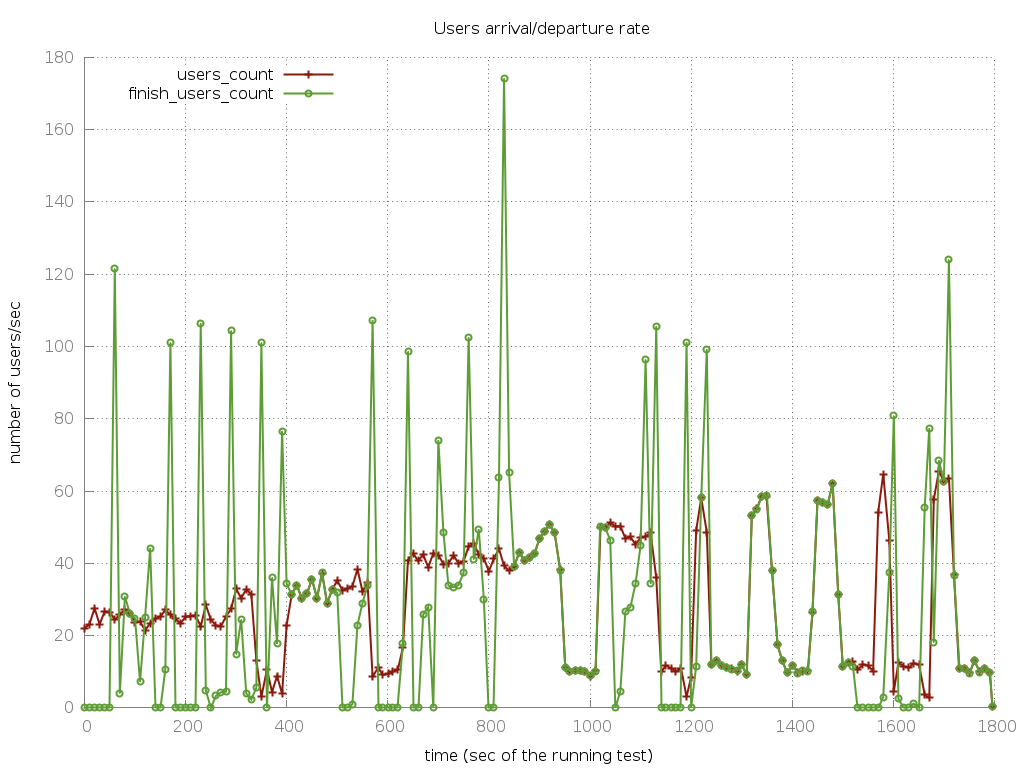 Users arrival/departure rate
users_count
finish_users_count
180
160
140
120
100
80
60
40
20
0
number of users/sec
0 200 400 600 800 1000 1200 1400 1600 1800
time (sec of the running test)